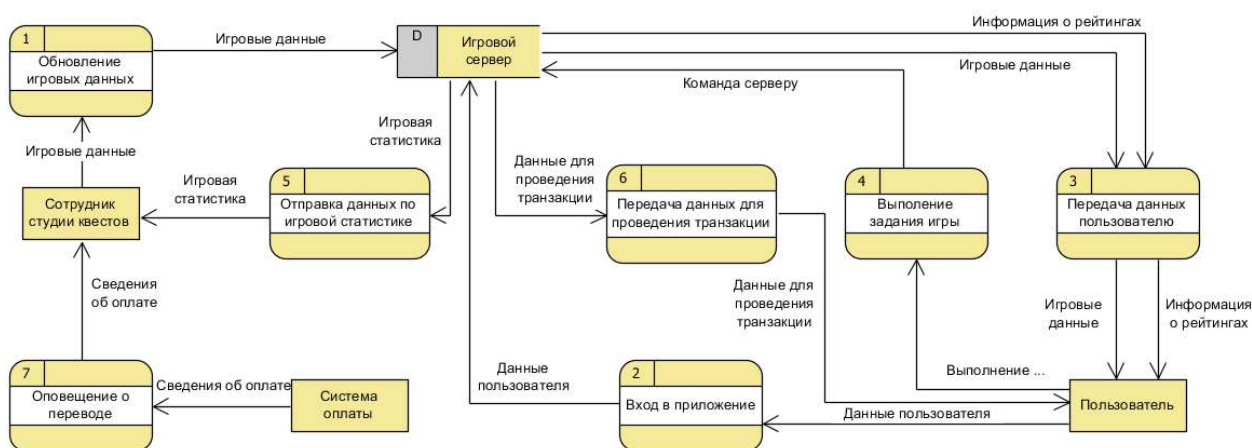 1
Обновление
игровых данных
Игровые данные
D
Игровой
сервер
Информация о рейтингах
Игровые данные
Команда серверу
Игровые данные
Игровая
статистика
Сотрудник
студии квестов
Игровая
статистика
5
Отправка данных по
игровой статистике
Данные для
проведения
транзакции
6
Передача данных для
проведения транзакции
4
Выполение
задания игры
3
Передача данных
пользователю
Сведения
об оплате
Данные для
проведения
транзакции
Игровые
данные
Информация
о рейтингах
7
Оповещение о
переводе
Сведения об оплате
Система
оплаты
Данные
пользователя
2
Вход в приложение
Выполнение ...
Данные пользователя
Пользователь